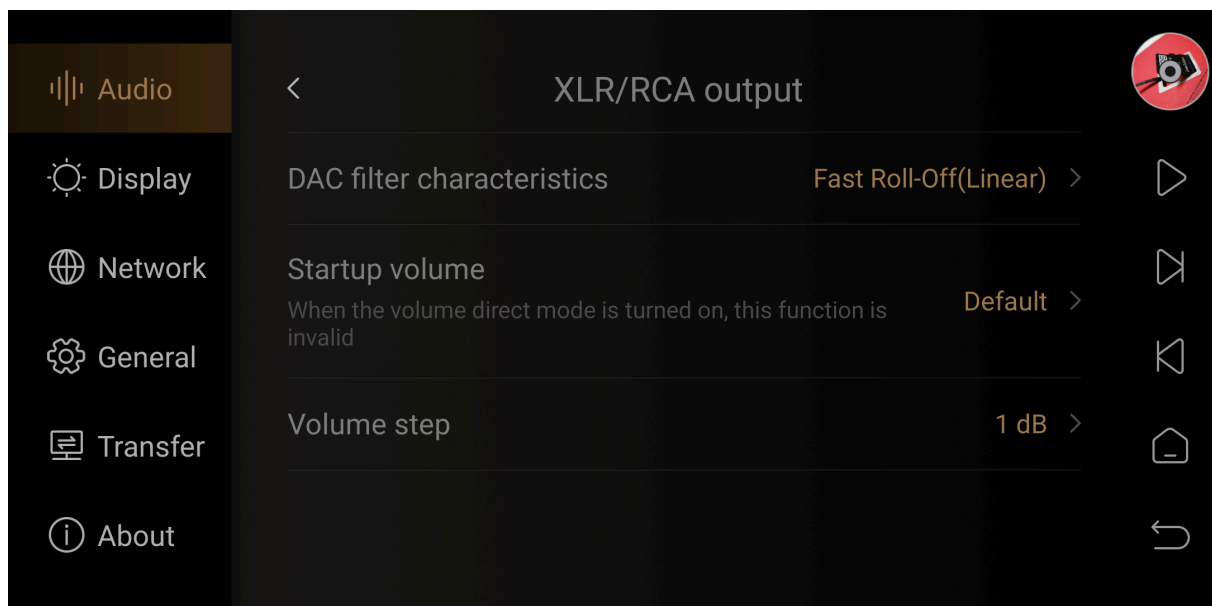 Audio
XLR/RCA output
Display
DAC filter characteristics
Fast Roll-Off(Linear)
Network
Startup volume
When the volume direct mode is turned on, this function is
invalid
Default
General
Volume step
1 dB
Transfer
About